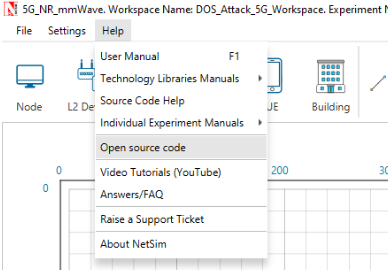 5G_NR_mmWave. Workspace Name: DOS_Attack_5G_Workspace. Experiment
File Settings Help
User Manual F1
Technology Libraries Manuals
Source Code Help
Individual Experiment Manuals
Open source code
Video Tutorials (YouTube)
Answers/FAQ
Raise a Support Ticket
About NetSim
Node L2 De UE Building
0 200 30
0